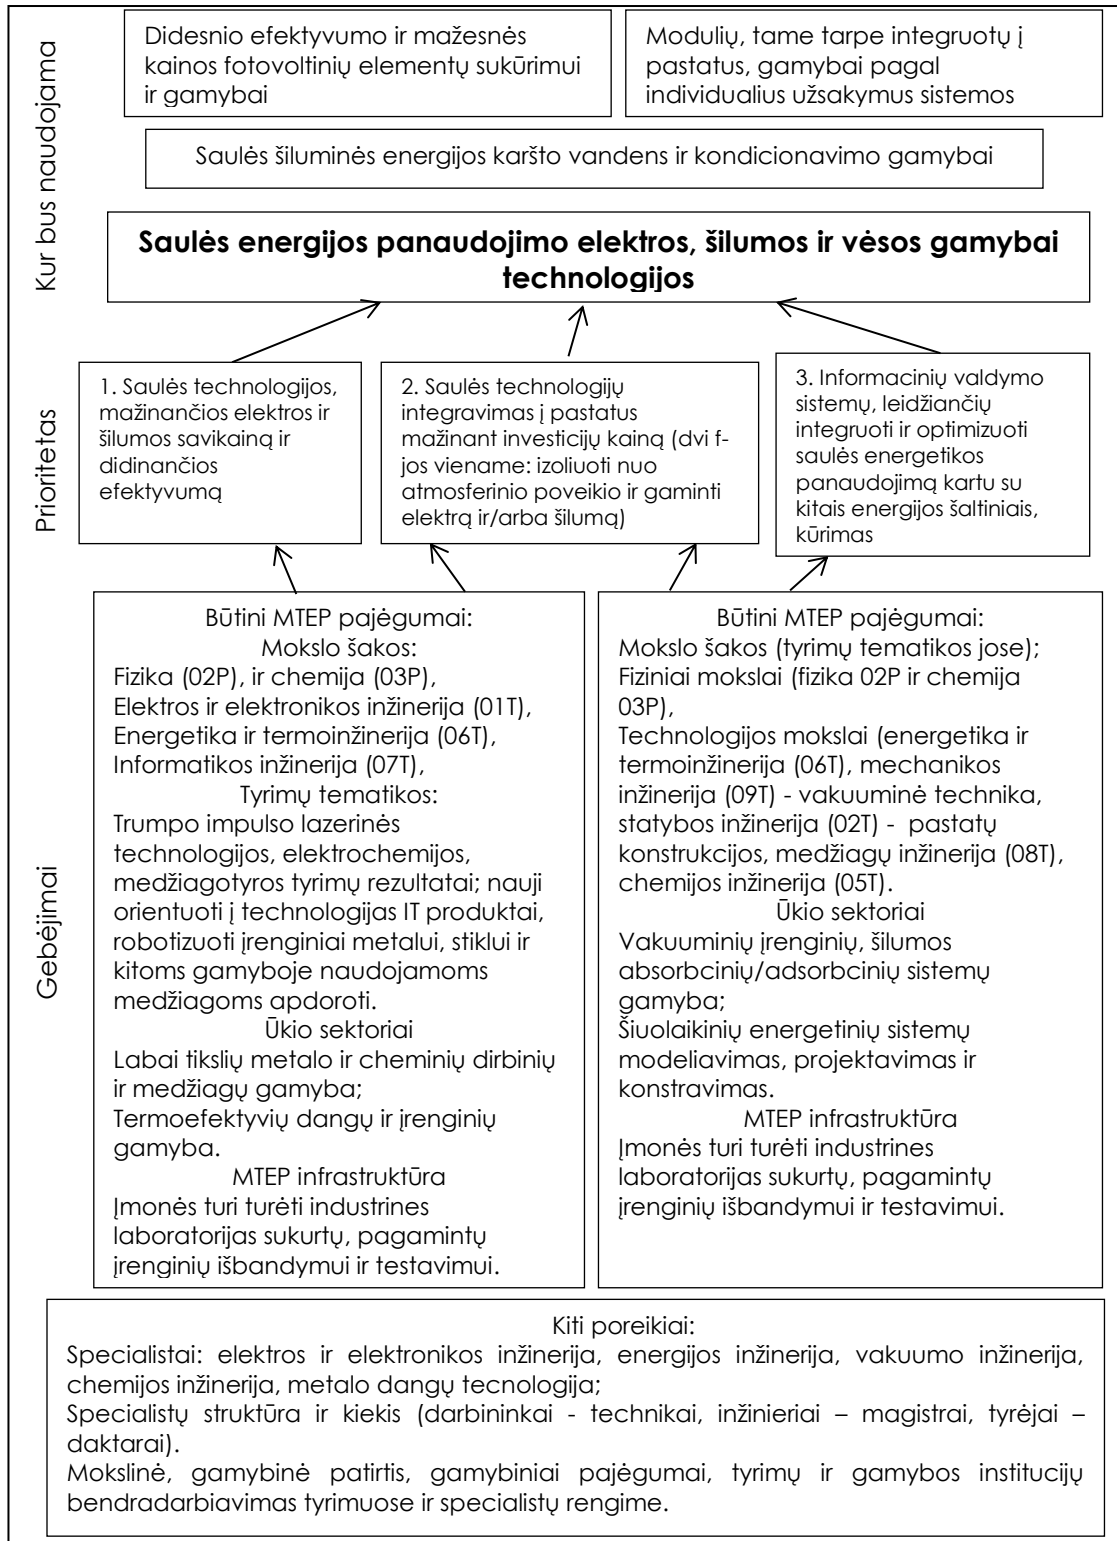 Kur bus naudojama
Didesnio efektyvumo ir mažesnės
kainos fotovoltinių elementų sukūrimui
ir gamybai
Modulių, tame tarpe integruotų į
pastatus, gamybai pagal
individualius užsakymus sistemos
Saulės šiluminės energijos karšto vandens ir kondicionavimo gamybai
Saulės energijos panaudojimo elektros, šilumos ir vėsos gamybai
technologijos
Prioritetas
1. Saulės technologijos,
mažinančios elektros ir
šilumos savikainą ir
didinančios
efektyvumą
2. Saulės technologijų
integravimas į pastatus
mažinant investicijų kainą (dvi f-
jos viename: izoliuoti nuo
atmosferinio poveikio ir gaminti
elektrą ir/arba šilumą)
3. Informacinių valdymo
sistemų, leidžiančių
integruoti ir optimizuoti
saulės energetikos
panaudojimą kartu su
kitais energijos šaltiniais,
kūrimas
Gebėjimai
Būtini MTEP pajėgumai:
Mokslo šakos:
Fizika (02P), ir chemija (03P),
Elektros ir elektronikos inžinerija (01T),
Energetika ir termoinžinerija (06T),
Informatikos inžinerija (07T),
Tyrimų tematikos:
Trumpo impulso lazerinės
technologijos, elektrochemijos,
medžiagotyros tyrimų rezultatai; nauji
orientuoti į technologijas IT produktai,
robotizuoti įrenginiai metalui, stiklui ir
kitoms gamyboje naudojamoms
medžiagoms apdoroti.
Ūkio sektoriai
Labai tikslių metalo ir cheminių dirbinių
ir medžiagų gamyba;
Termoefektyvių dangų ir įrenginių
gamyba.
MTEP infrastruktūra
Įmonės turi turėti industrines
laboratorijas sukurtų, pagamintų
įrenginių išbandymui ir testavimui.
Būtini MTEP pajėgumai:
Mokslo šakos (tyrimų tematikos jose);
Fiziniai mokslai (fizika 02P ir chemija
03P),
Technologijos mokslai (energetika ir
termoinžinerija (06T), mechanikos
inžinerija (09T) - vakuuminė technika,
statybos inžinerija (02T) - pastatų
konstrukcijos, medžiagų inžinerija (08T),
chemijos inžinerija (05T).
Ūkio sektoriai
Vakuuminių įrenginių, šilumos
absorbcinių/adsorbcinių sistemų
gamyba;
Šiuolaikinių energetinių sistemų
modeliavimas, projektavimas ir
konstravimas.
MTEP infrastruktūra
Įmonės turi turėti industrines
laboratorijas sukurtų, pagamintų
įrenginių išbandymui ir testavimui.
Kiti poreikiai:
Specialistai: elektros ir elektronikos inžinerija, energijos inžinerija, vakuumo inžinerija,
chemijos inžinerija, metalo dangų tecnologija;
Specialistų struktūra ir kiekis (darbininkai - technikai, inžinieriai – magistrai, tyrėjai –
daktarai).
Mokslinė, gamybinė patirtis, gamybiniai pajėgumai, tyrimų ir gamybos institucijų
bendradarbiavimas tyrimuose ir specialistų rengime.